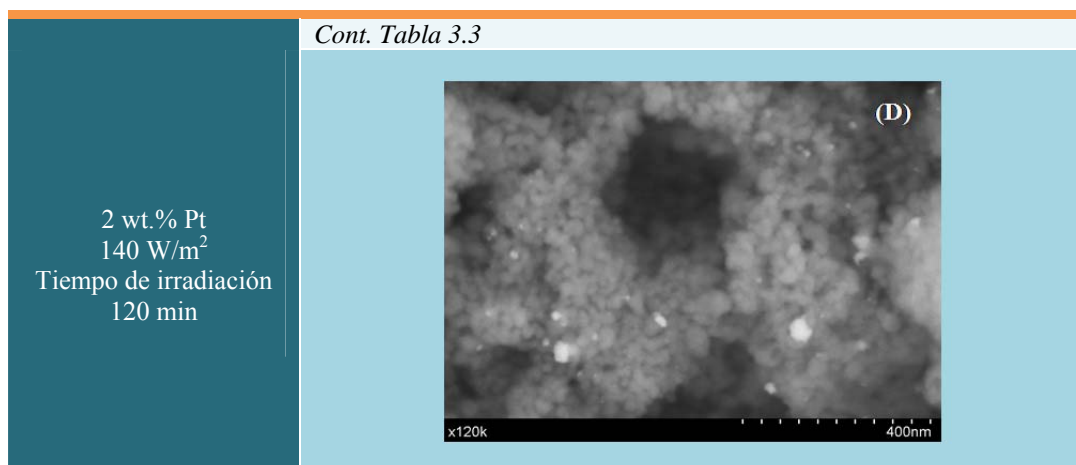 Cont. Tabla 3.3
2 wt.% Pt
140 W/m²
Tiempo de irradiación
120 min
(D)
x120k
400nm